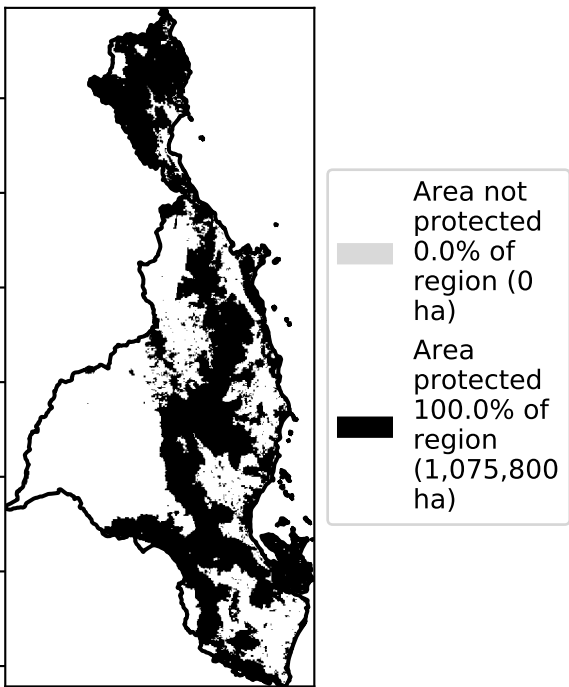 Area not
protected
0.0% of
region (0
ha)
Area
protected
100.0% of
region
(1,075,800
ha)